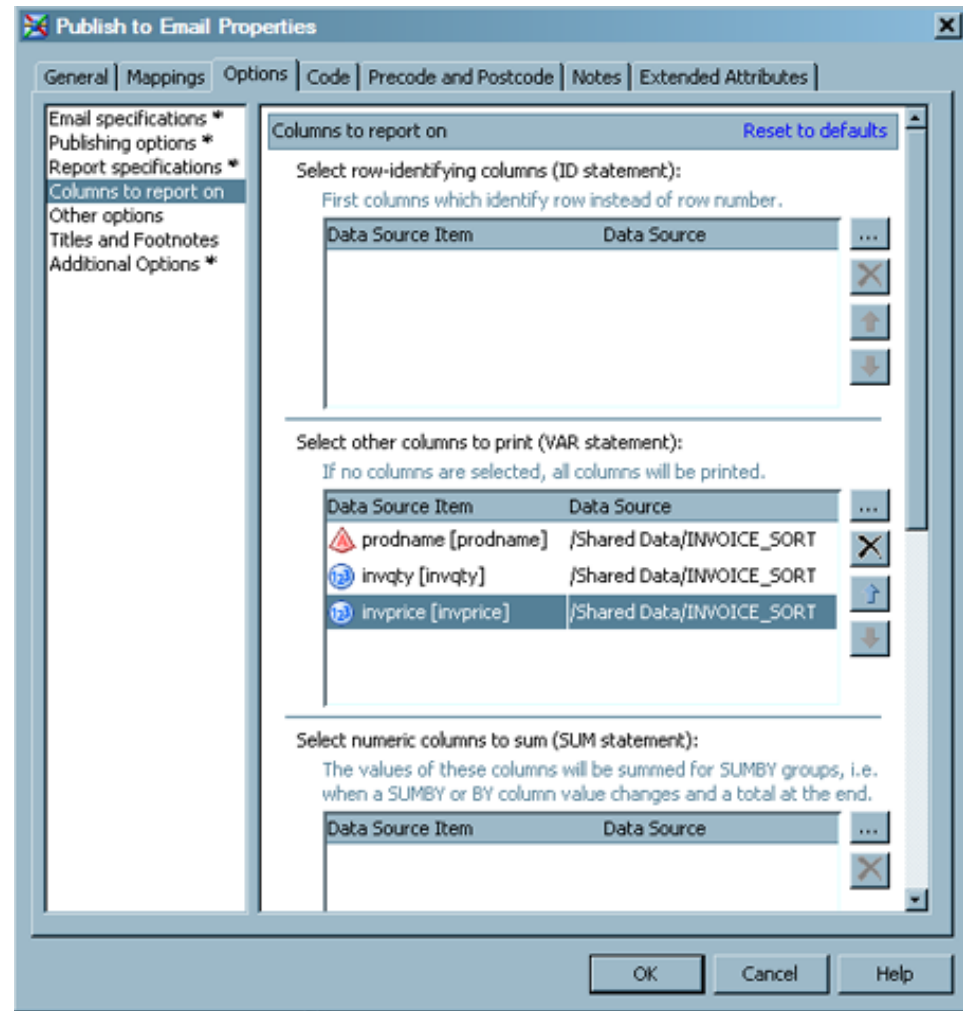 Publish to Email Properties
General Mappings Options Code Precode and Postcode Notes Extended Attributes
Email specifications *
Publishing options *
Report specifications *
Columns to report on
Other options
Titles and Footnotes
Additional Options *
Columns to report on Reset to defaults
Select row-identifying columns (ID statement):
First columns which identify row instead of row number.
Data Source Item Data Source ...
Select other columns to print (VAR statement):
If no columns are selected, all columns will be printed.
Data Source Item Data Source ...
prodname [prodname] /Shared Data/INVOICE_SORT
123 invqty [invqty] /Shared Data/INVOICE_SORT
123 invprice [invprice] /Shared Data/INVOICE_SORT
Select numeric columns to sum (SUM statement):
The values of these columns will be summed for SUMBY groups, i.e.
when a SUMBY or BY column value changes and a total at the end.
Data Source Item Data Source ...
OK Cancel Help